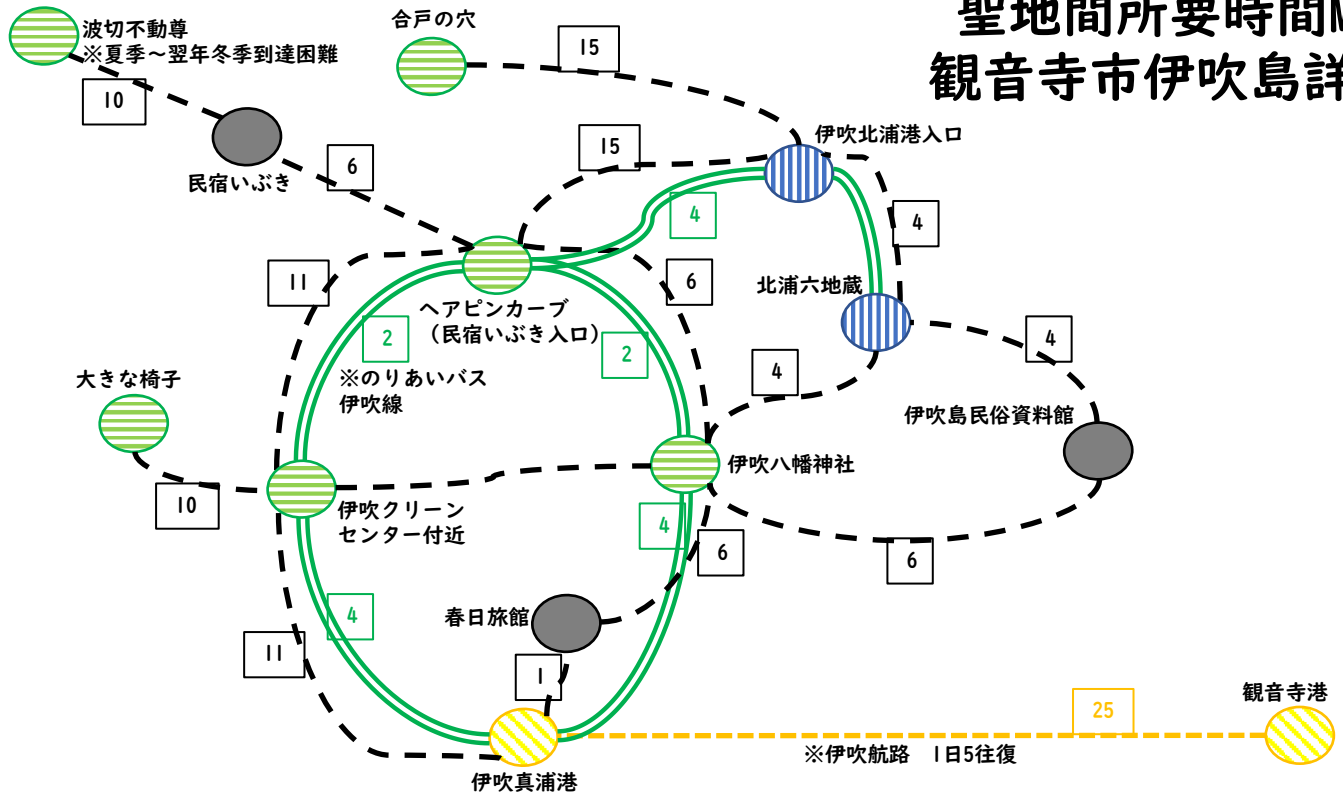 聖地間所要時間
観音寺市伊吹島詳
波切不動尊
※夏季～翌年冬季到達困難
合戸の穴
15
10
伊吹北浦港入口
15
6
民宿いぶき
4
4
11
6
北浦六地蔵
ヘアピンカーブ
（民宿いぶき入口）
2
2
4
4
大きな椅子
※のりあいバス
伊吹線
伊吹島民俗資料館
伊吹八幡神社
10
伊吹クリーン
センター付近
4
6
6
4
春日旅館
11
1
観音寺港
25
※伊吹航路　1日5往復
伊吹真浦港